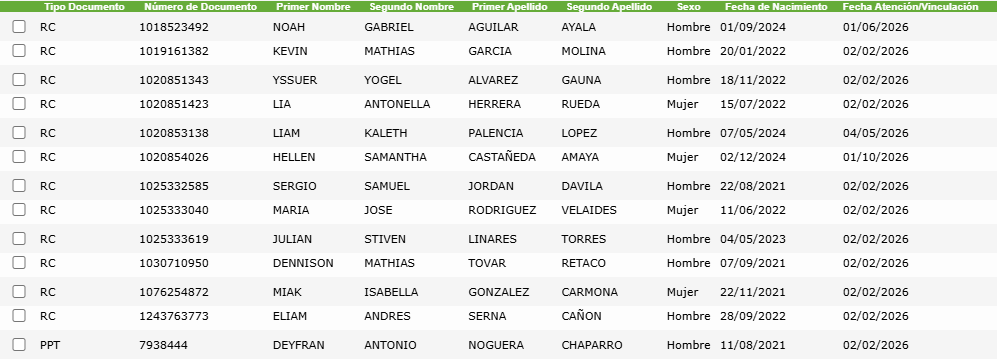 Tipo Documento Número de Documento Primer Nombre Segundo Nombre Primer Apellido Segundo Apellido Sexo Fecha de Nacimiento Fecha Atención/Vinculación
RC 1018523492 NOAH GABRIEL AGUILAR AYALA Hombre 01/09/2024 01/06/2026
RC 1019161382 KEVIN MATHIAS GARCIA MOLINA Hombre 20/01/2022 02/02/2026
RC 1020851343 YSSUER YOGEL ALVAREZ GAUNA Hombre 18/11/2022 02/02/2026
RC 1020851423 LIA ANTONELLA HERRERA RUEDA Mujer 15/07/2022 02/02/2026
RC 1020853138 LIAM KALETH PALENCIA LOPEZ Hombre 07/05/2024 04/05/2026
RC 1020854026 HELLEN SAMANTHA CASTAÑEDA AMAYA Mujer 02/12/2024 01/10/2026
RC 1025332585 SERGIO SAMUEL JORDAN DAVILA Hombre 22/08/2021 02/02/2026
RC 1025333040 MARIA JOSE RODRIGUEZ VELAIDES Mujer 11/06/2022 02/02/2026
RC 1025333619 JULIAN STIVEN LINARES TORRES Hombre 04/05/2023 02/02/2026
RC 1030710950 DENNISON MATHIAS TOVAR RETACO Hombre 07/09/2021 02/02/2026
RC 1076254872 MIAK ISABELLA GONZALEZ CARMONA Mujer 22/11/2021 02/02/2026
RC 1243763773 ELIAM ANDRES SERNA CAÑON Hombre 28/09/2022 02/02/2026
PPT 7938444 DEYFRAN ANTONIO NOGUERA CHAPARRO Hombre 11/08/2021 02/02/2026